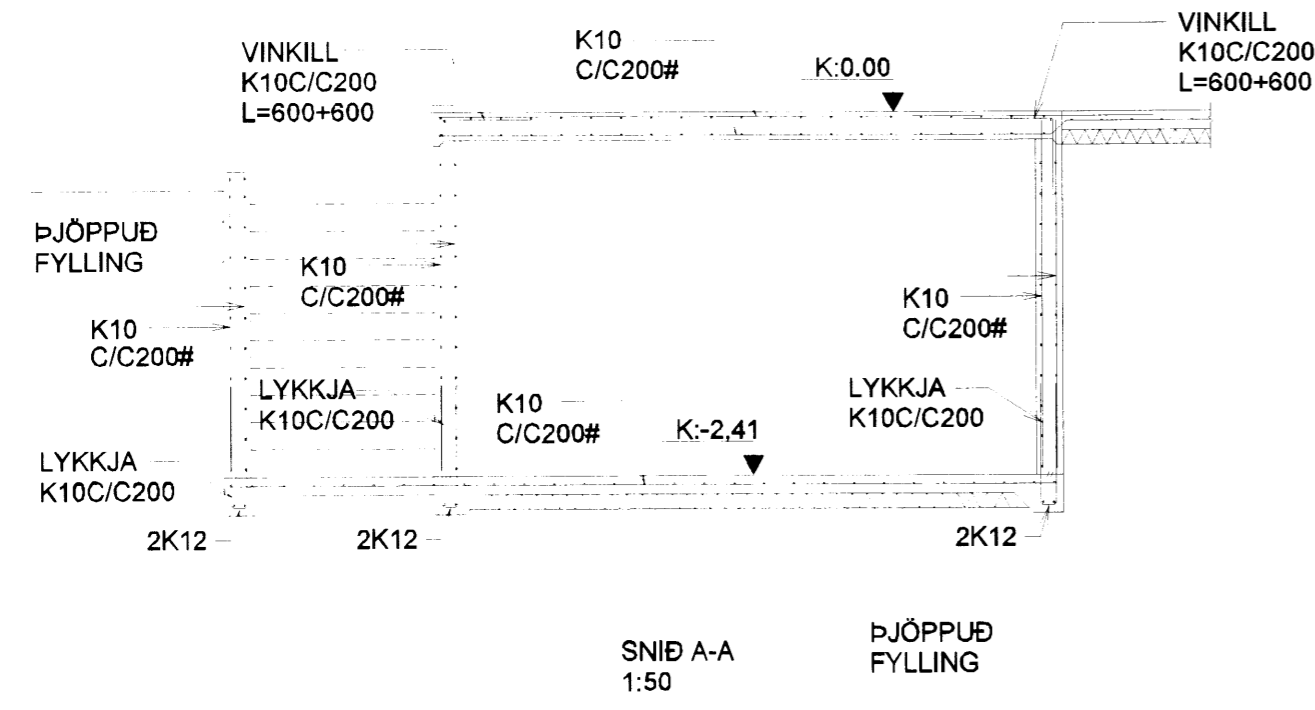 VINKILL
K10C/C200
L=600+600
K10
C/C200#
K:0.00
VINKILL
K10C/C200
L=600+600
ÞJÖPPUÐ
FYLLING
K10
C/C200#
K10
C/C200#
K10
C/C200#
LYKKJA
K10C/C200
K10
C/C200#
K:-2,41
LYKKJA
K10C/C200
LYKKJA
K10C/C200
2K12
2K12
2K12
SNIÐ A-A
1:50
ÞJÖPPUÐ
FYLLING